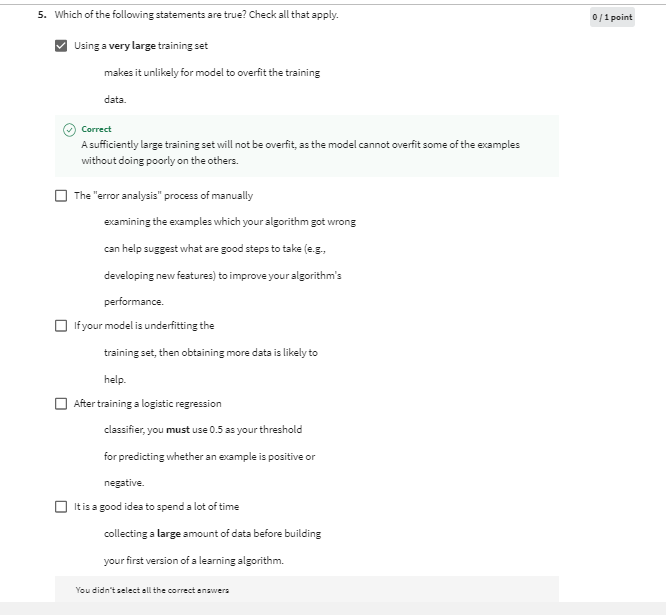 5. Which of the following statements are true? Check all that apply.
0 / 1 point
Using a very large training set
makes it unlikely for model to overfit the training
data.
Correct
A sufficiently large training set will not be overfit, as the model cannot overfit some of the examples
without doing poorly on the others.
The "error analysis" process of manually
examining the examples which your algorithm got wrong
can help suggest what are good steps to take (e.g.,
developing new features) to improve your algorithm's
performance.
If your model is underfitting the
training set, then obtaining more data is likely to
help.
After training a logistic regression
classifier, you must use 0.5 as your threshold
for predicting whether an example is positive or
negative.
It is a good idea to spend a lot of time
collecting a large amount of data before building
your first version of a learning algorithm.
You didn't select all the correct answers